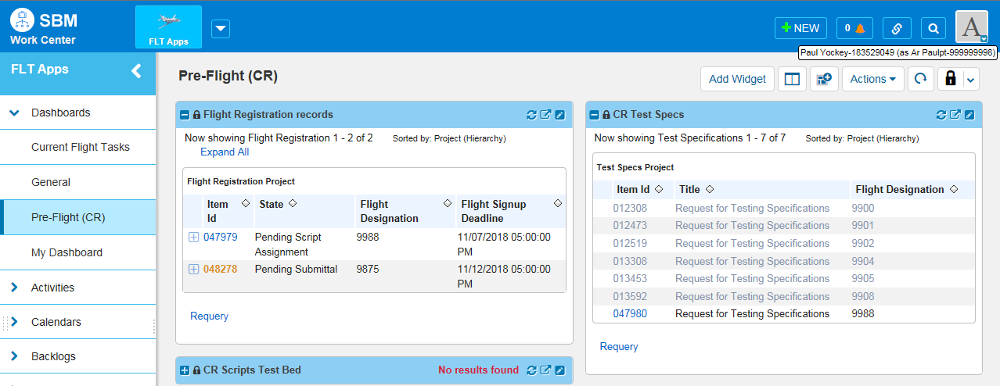 SBM
Work Center
FLT Apps
NEW
0
A
Paul Yockey-183529049 (as Ar Paulpt-999999998)
FLT Apps
Dashboards
Current Flight Tasks
General
Pre-Flight (CR)
My Dashboard
Activities
Calendars
Backlogs
Pre-Flight (CR)
Add Widget
Actions
Flight Registration records
Now showing Flight Registration 1 - 2 of 2 Sorted by: Project (Hierarchy)
Expand All
Flight Registration Project
Item Id State Flight Designation Flight Signup Deadline
047979 Pending Script Assignment 9988 11/07/2018 05:00:00 PM
048278 Pending Submittal 9875 11/12/2018 05:00:00 PM
Requery
CR Scripts Test Bed No results found
CR Test Specs
Now showing Test Specifications 1 - 7 of 7 Sorted by: Project (Hierarchy)
Test Specs Project
Item Id Title Flight Designation
012308 Request for Testing Specifications 9900
012473 Request for Testing Specifications 9901
012519 Request for Testing Specifications 9902
013308 Request for Testing Specifications 9904
013453 Request for Testing Specifications 9905
013592 Request for Testing Specifications 9908
047980 Request for Testing Specifications 9988
Requery